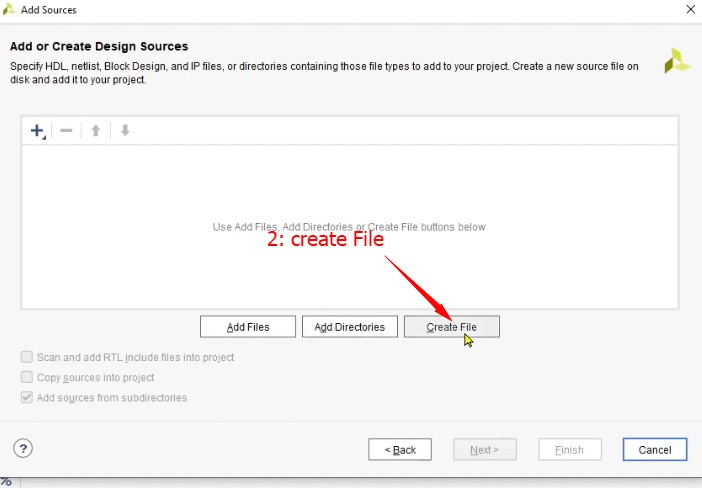 Add Sources
Add or Create Design Sources
Specify HDL, netlist, Block Design, and IP files, or directories containing those file types to add to your project. Create a new source file on
disk and add it to your project.
Use Add Files, Add Directories or Create File buttons below
2: create File
Add Files
Add Directories
Create File
Scan and add RTL include files into project
Copy sources into project
Add sources from subdirectories
?
< Back
Next >
Finish
Cancel
%